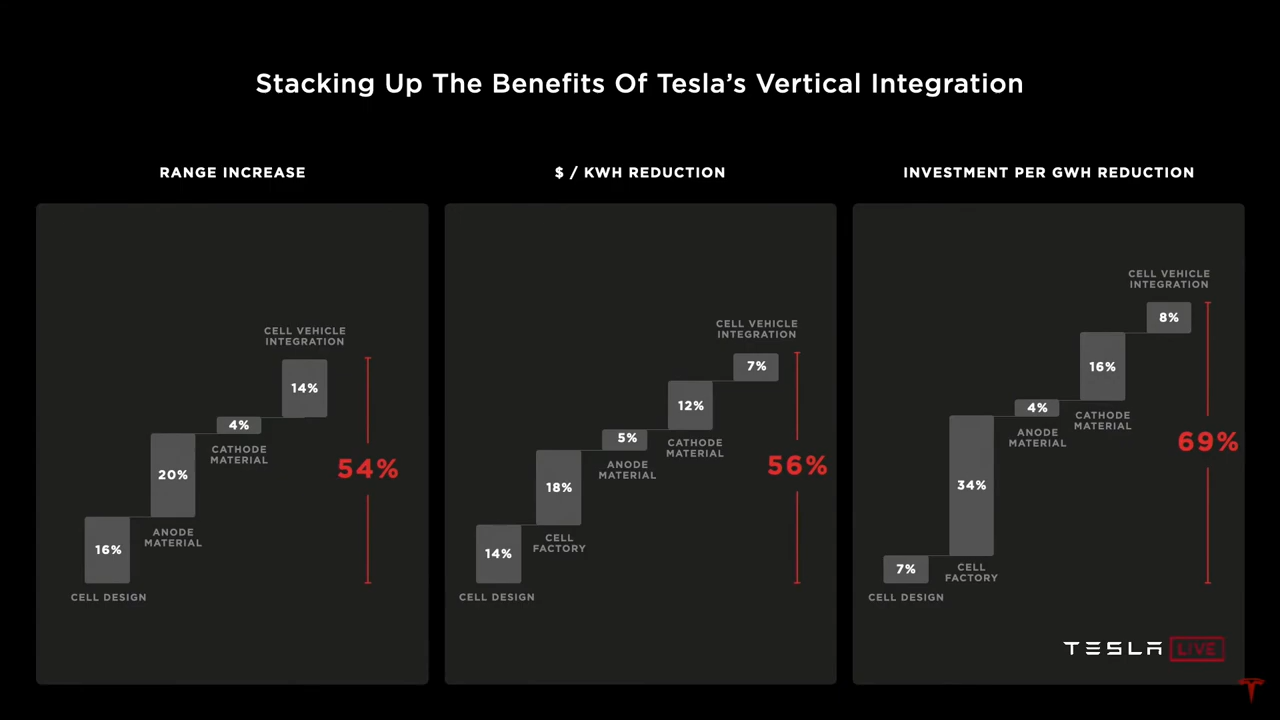 Stacking Up The Benefits Of Tesla’s Vertical Integration
RANGE INCREASE
CELL VEHICLE
INTEGRATION
14%
4%
CATHODE
MATERIAL
20%
ANODE
MATERIAL
16%
CELL DESIGN
54%
$ / KWH REDUCTION
CELL VEHICLE
INTEGRATION
7%
12%
CATHODE
MATERIAL
5%
ANODE
MATERIAL
18%
CELL
FACTORY
14%
CELL DESIGN
56%
INVESTMENT PER GWH REDUCTION
CELL VEHICLE
INTEGRATION
8%
16%
CATHODE
MATERIAL
4%
ANODE
MATERIAL
34%
CELL
FACTORY
7%
CELL DESIGN
69%
TESLA LIVE